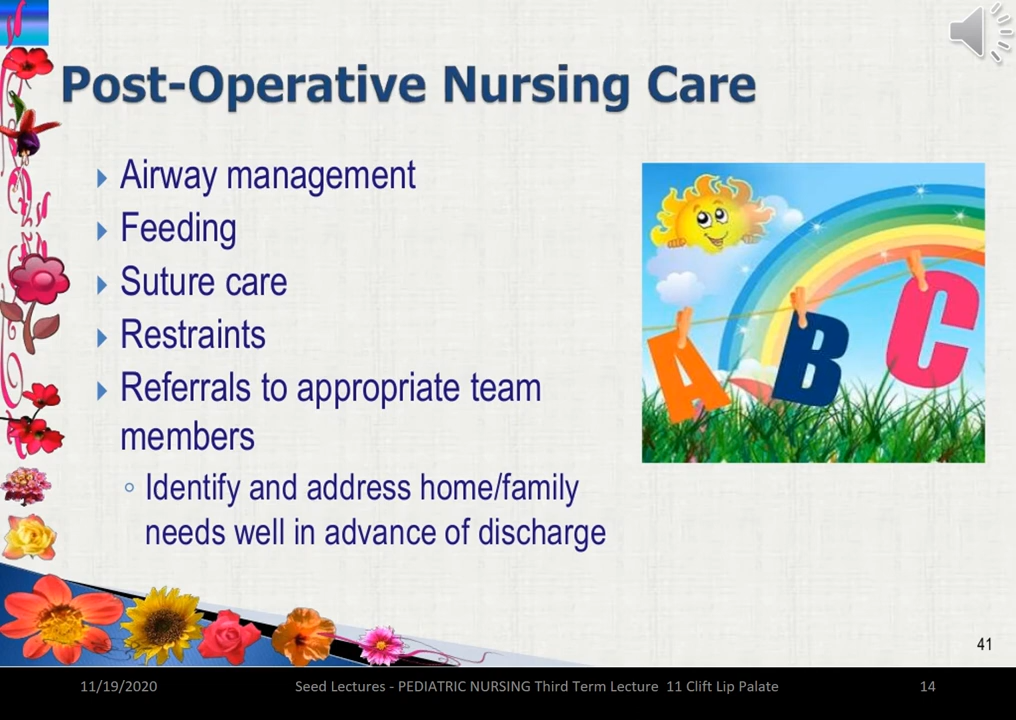 Post-Operative Nursing Care
Airway management
Feeding
Suture care
Restraints
Referrals to appropriate team
members
Identify and address home/family
needs well in advance of discharge
A B C
41
11/19/2020 Seed Lectures - PEDIATRIC NURSING Third Term Lecture 11 Clift Lip Palate 14